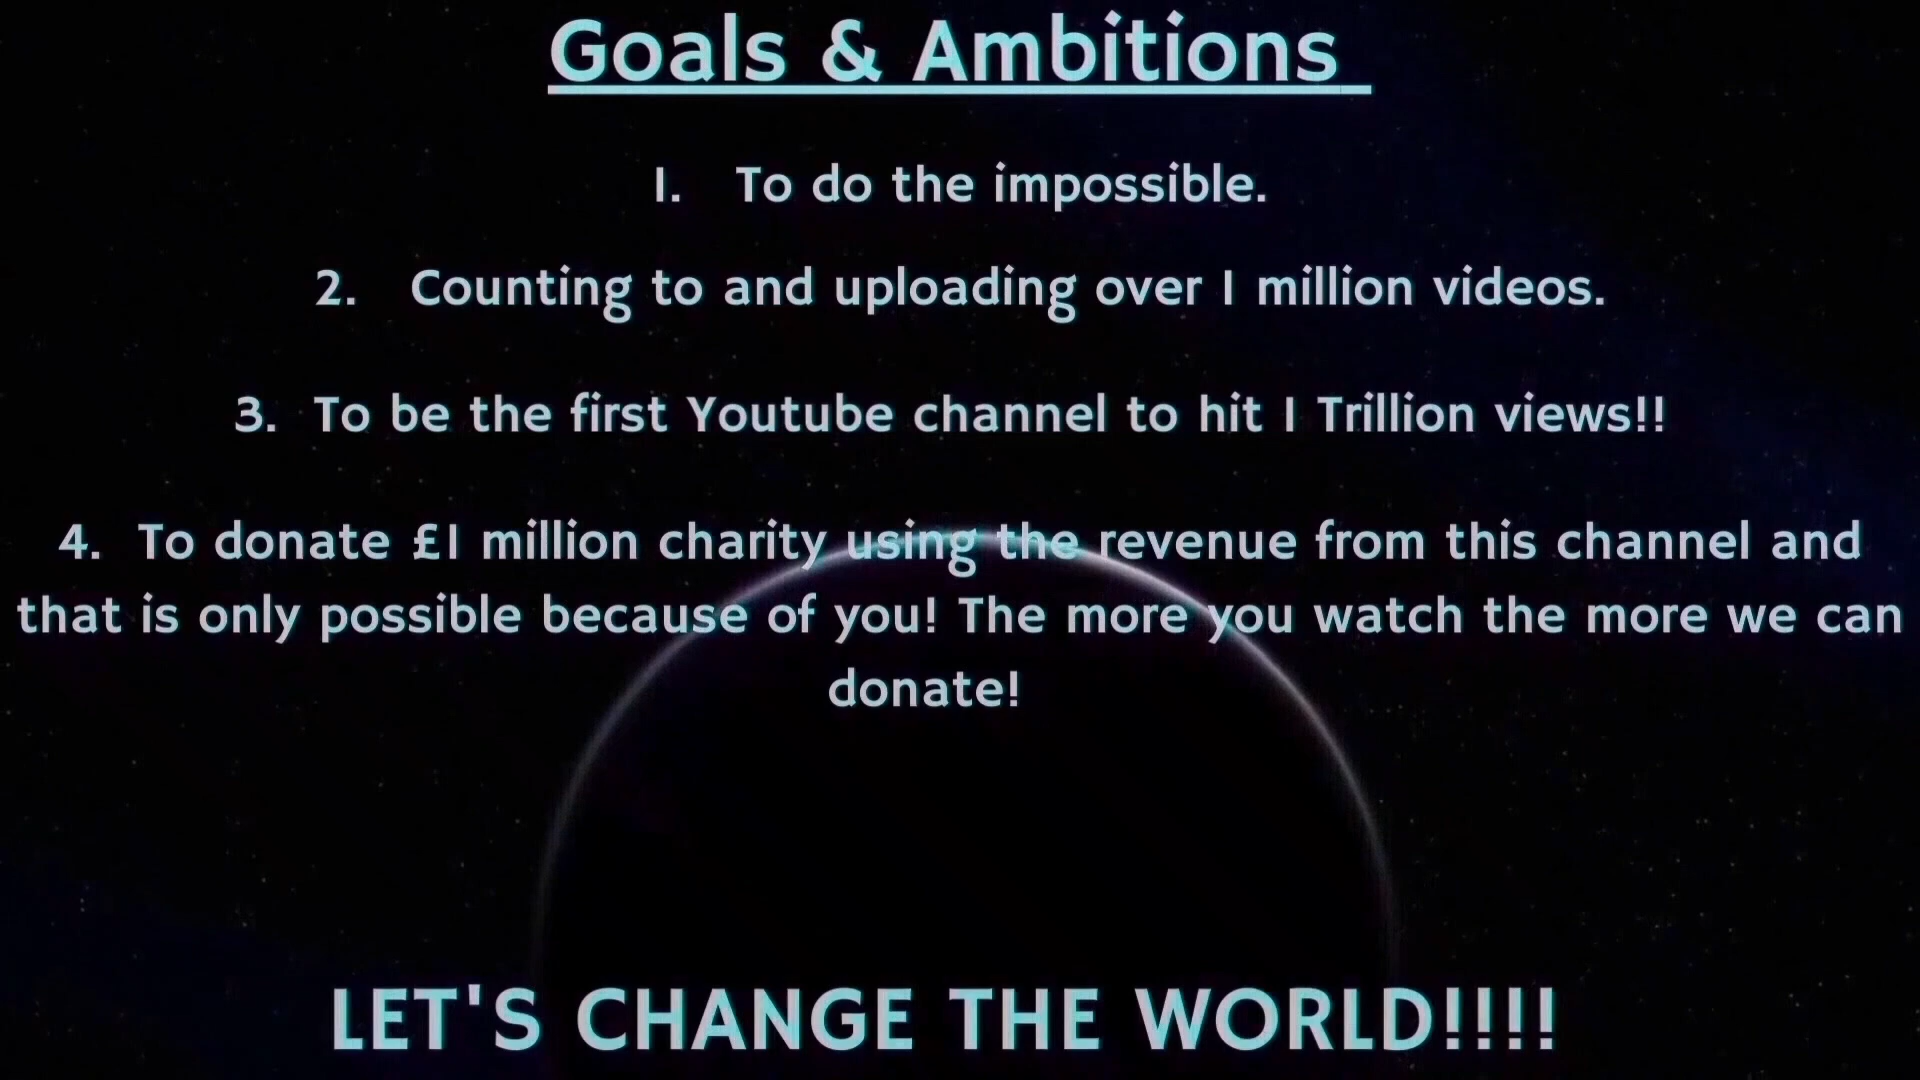 Goals & Ambitions
1. To do the impossible.
2. Counting to and uploading over 1 million videos.
3. To be the first Youtube channel to hit 1 Trillion views!!
4. To donate £1 million charity using the revenue from this channel and
that is only possible because of you! The more you watch the more we can
donate!
LET'S CHANGE THE WORLD!!!!